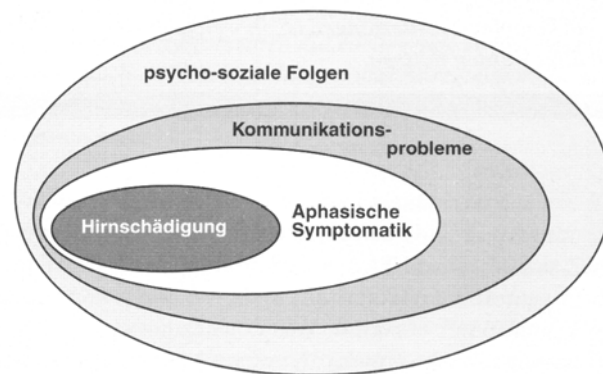 psycho-soziale Folgen
Kommunikations-
probleme
Aphasische
Symptomatik
Hirnschädigung